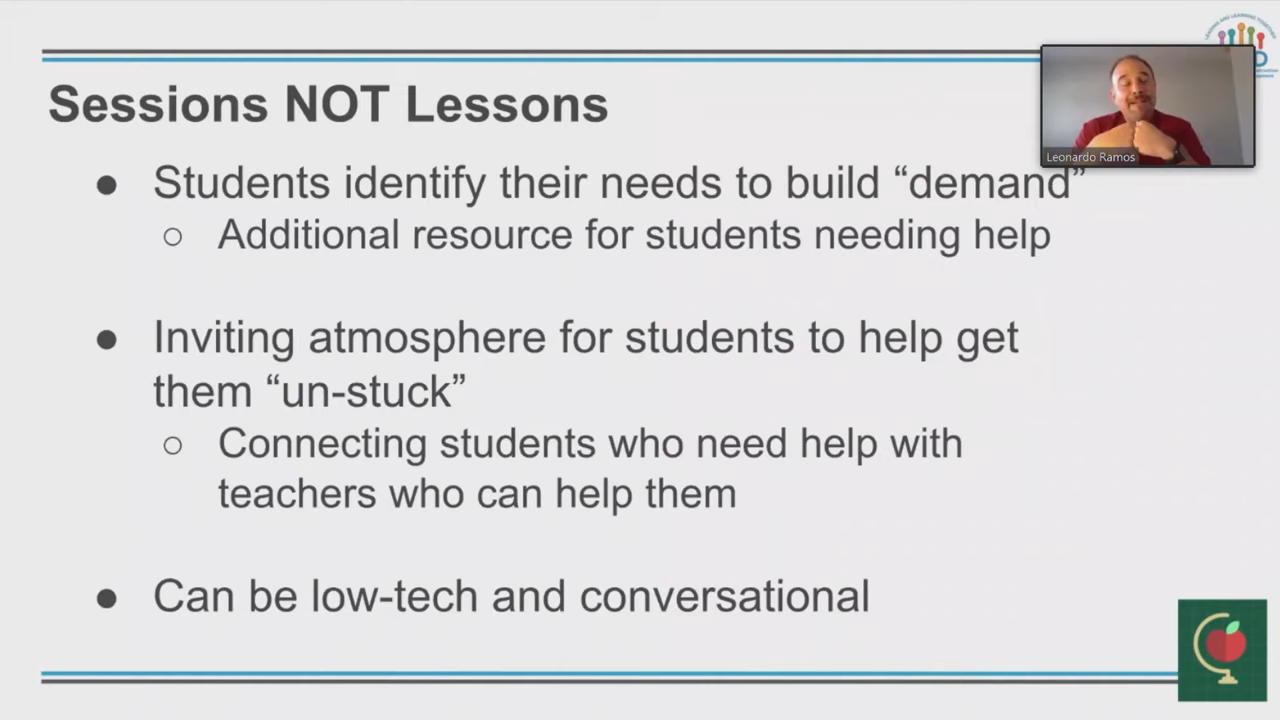 Sessions NOT Lessons
● Students identify their needs to build “demand”
○ Additional resource for students needing help
● Inviting atmosphere for students to help get
them “un-stuck”
○ Connecting students who need help with
teachers who can help them
● Can be low-tech and conversational
Leonardo Ramos